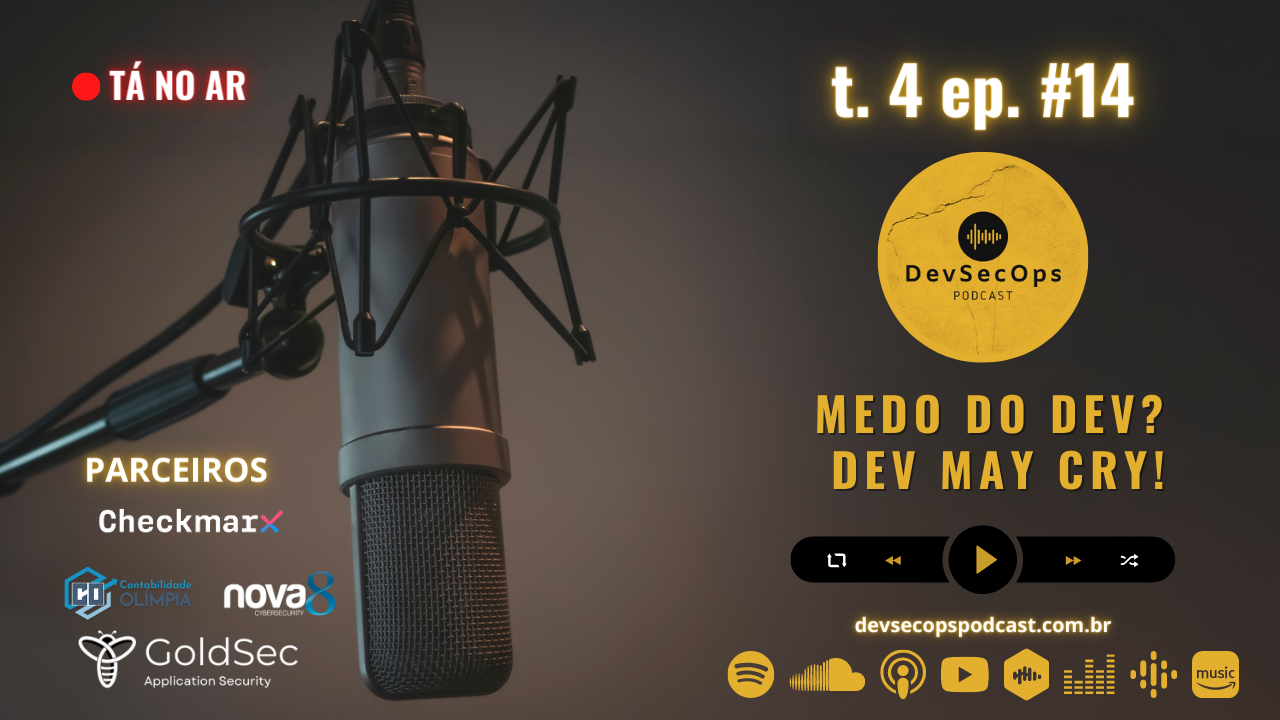 TÁ NO AR
t. 4 ep. #14
DevSecOps
PODCAST
MEDO DO DEV?
DEV MAY CRY!
devsecopspodcast.com.br
music
PARCEIROS
Checkmarx
CO
Contabilidade
OLÍMPIA
nova8
CYBERSECURITY
GoldSec
Application Security